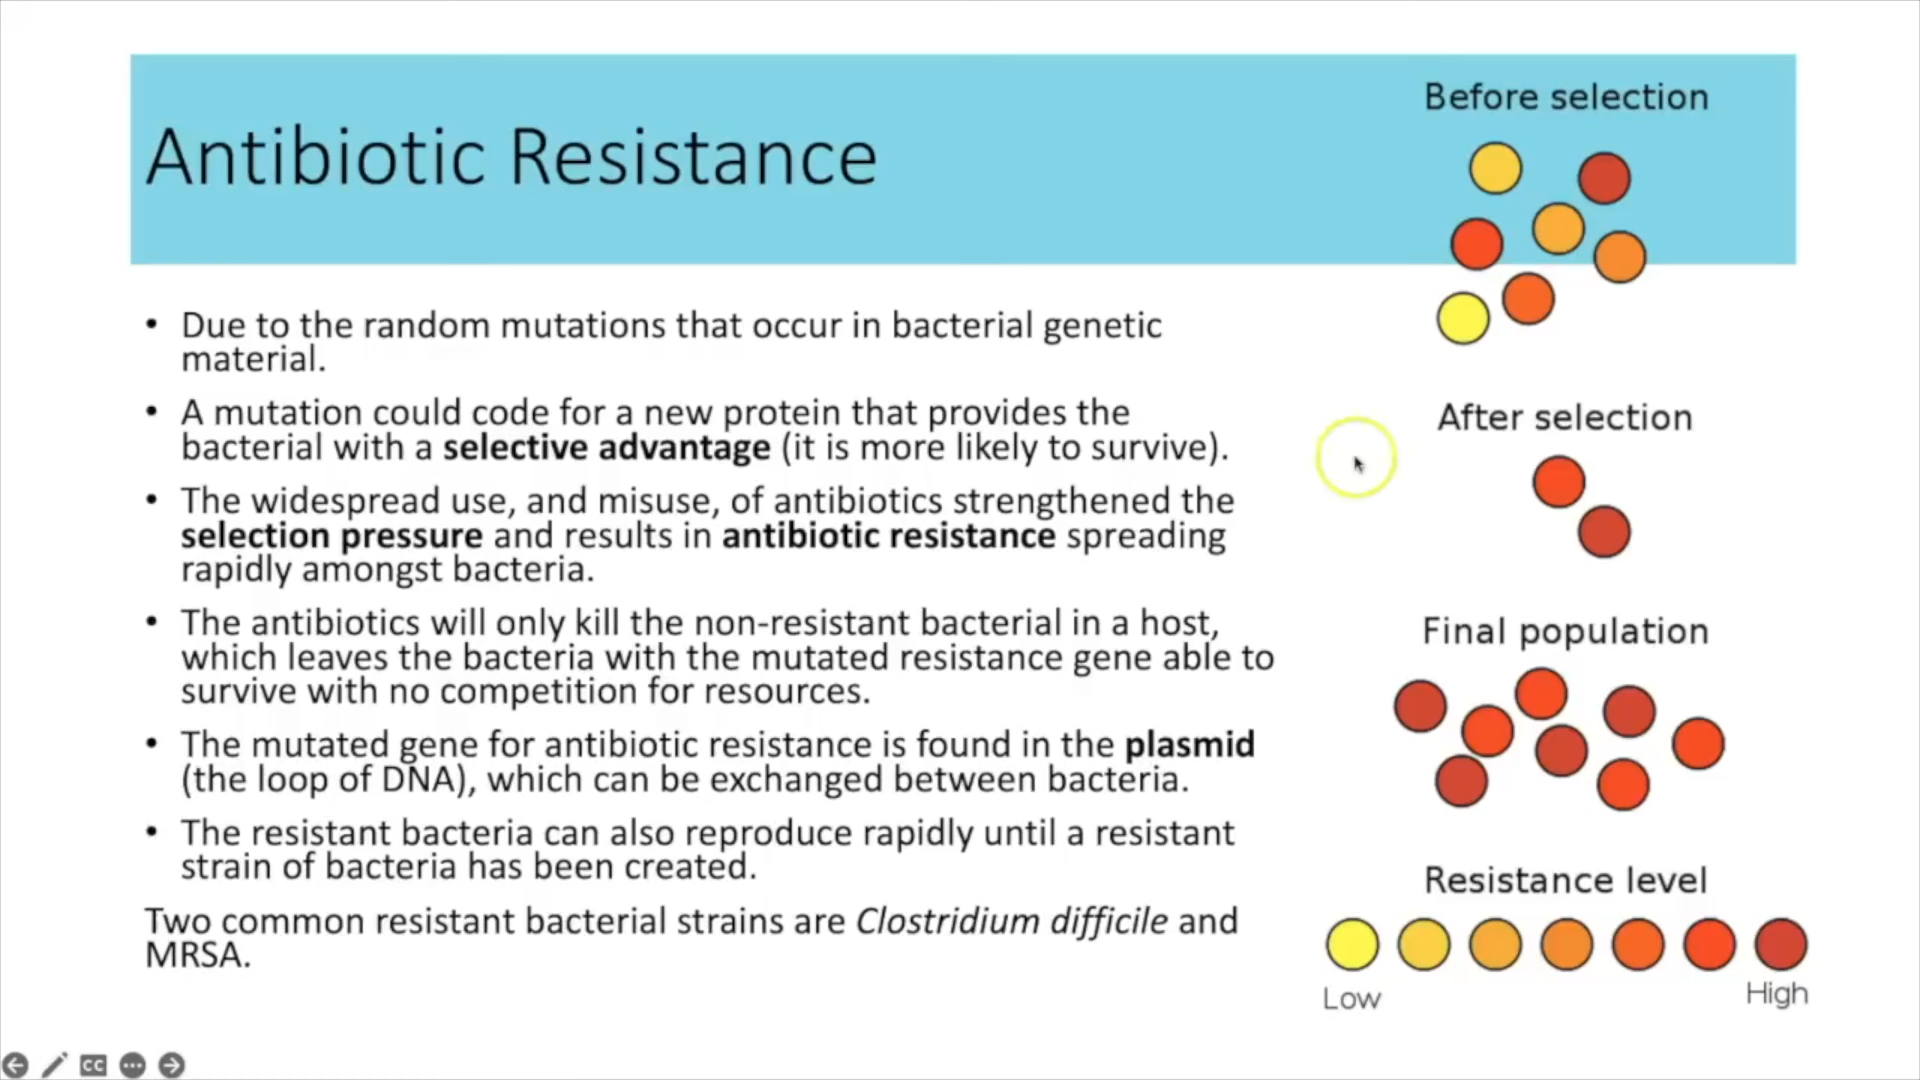 Antibiotic Resistance
• Due to the random mutations that occur in bacterial genetic
material.
• A mutation could code for a new protein that provides the
bacterial with a selective advantage (it is more likely to survive).
• The widespread use, and misuse, of antibiotics strengthened the
selection pressure and results in antibiotic resistance spreading
rapidly amongst bacteria.
• The antibiotics will only kill the non-resistant bacterial in a host,
which leaves the bacteria with the mutated resistance gene able to
survive with no competition for resources.
• The mutated gene for antibiotic resistance is found in the plasmid
(the loop of DNA), which can be exchanged between bacteria.
• The resistant bacteria can also reproduce rapidly until a resistant
strain of bacteria has been created.
Two common resistant bacterial strains are Clostridium difficile and
MRSA.
Before selection
After selection
Final population
Resistance level
Low
High
CC